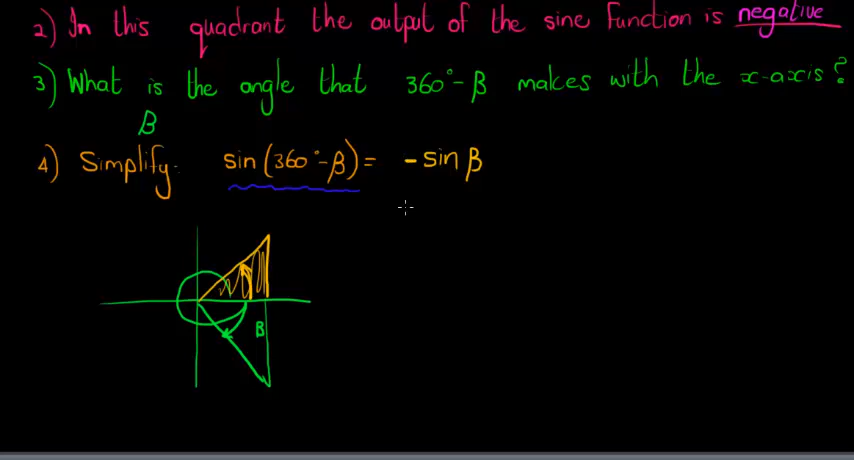 2) In this quadrant the output of the sine function is negative
3) What is the angle that 360°-β makes with the x-axis?
β
4) Simplify: sin(360°-β)= -sinβ
β